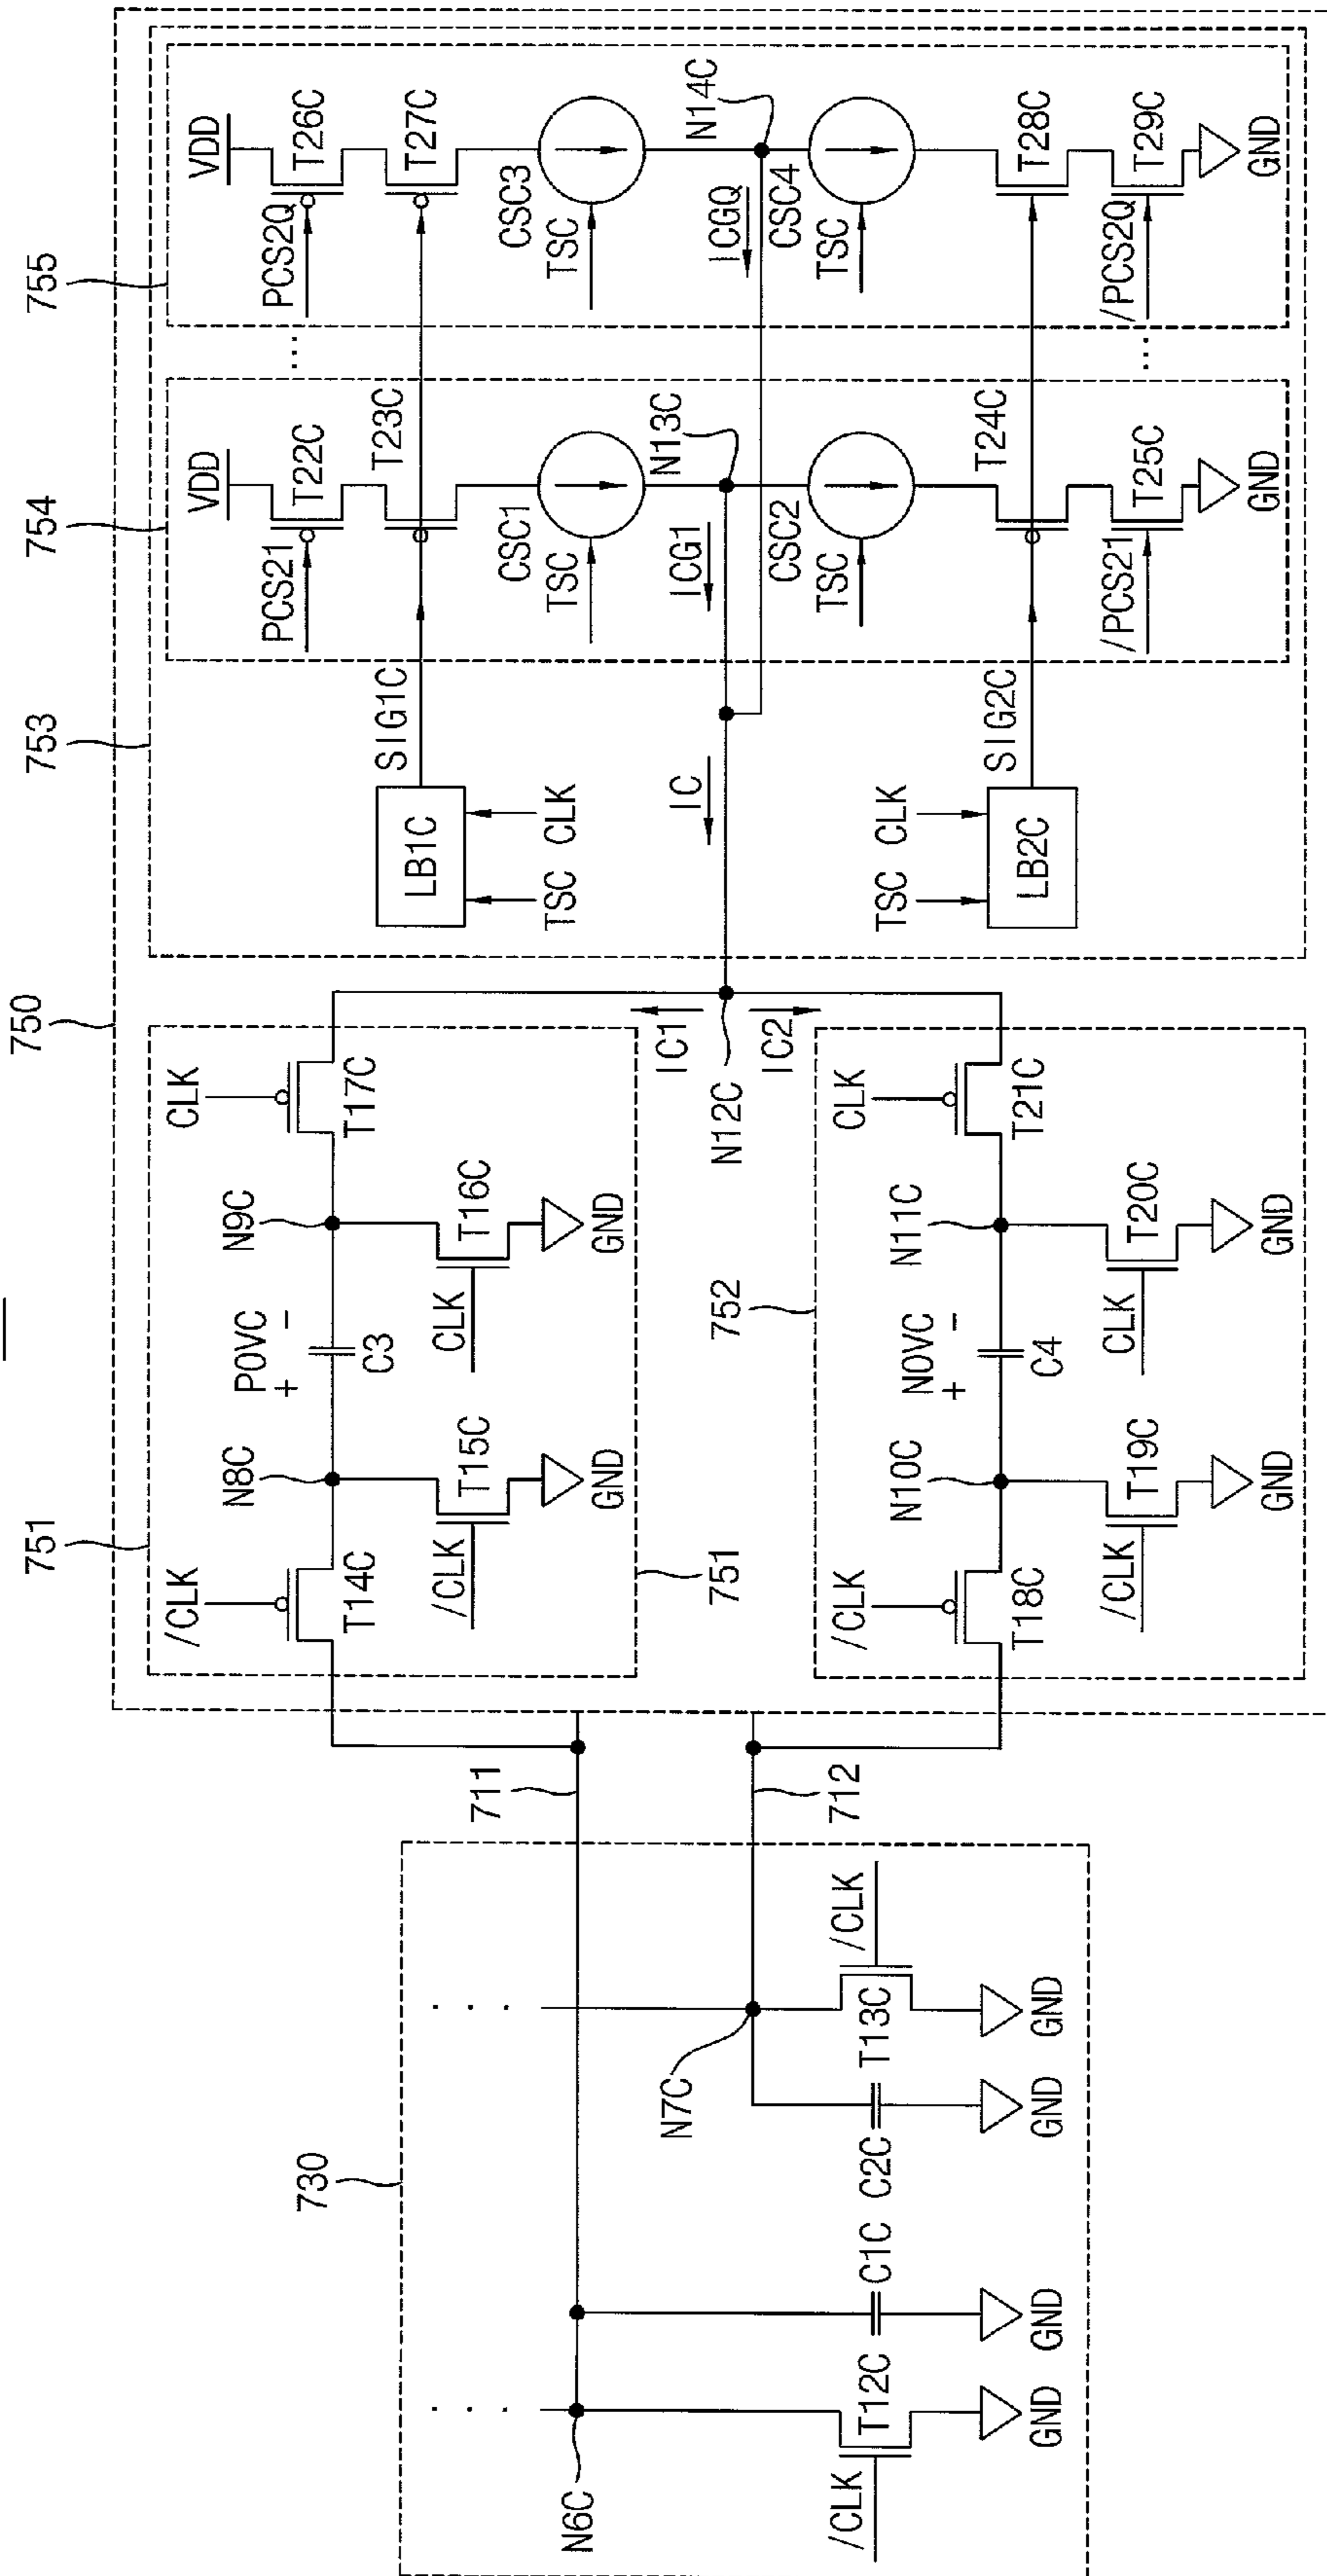 750
751
753
754
755
/CLK
T14C
N8C
/CLK
T15C
GND
P0VC
+ -
C3
N9C
CLK
T16C
GND
CLK
T17C
751
IC1
N12C
IC2
752
/CLK
T18C
N10C
/CLK
T19C
GND
N0VC
+ -
C4
N11C
CLK
T20C
GND
CLK
T21C
LB1C
TSC
CLK
SIG1C
IC
TSC
CLK
LB2C
SIG2C
VDD
PCS21
T22C
T23C
CSC1
TSC
ICG1
N13C
CSC2
TSC
T24C
/PCS21
T25C
GND
...
...
VDD
PCS2Q
T26C
T27C
CSC3
TSC
ICGQ
N14C
CSC4
TSC
T28C
/PCS2Q
T29C
GND
711
712
730
...
...
N6C
/CLK
T12C
GND
C1C
GND
N7C
C2C
GND
T13C
/CLK
GND